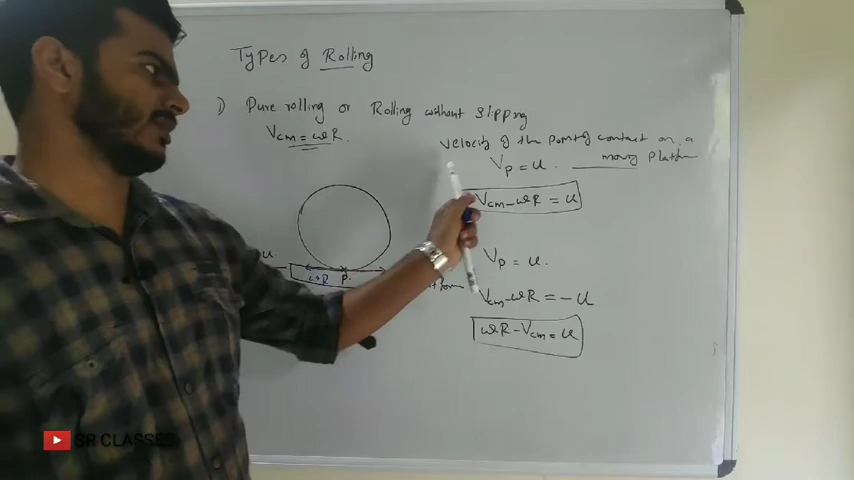 Types of Rolling
1) Pure rolling or Rolling without slipping
Vcm = ωR.
Velocity of the point of contact on a
moving Platform
Vp = u.
Vcm - ωR = u
u.
ωR P.
Vp = u.
Vcm - ωR = - u
ωR - Vcm = u
SR CLASSES